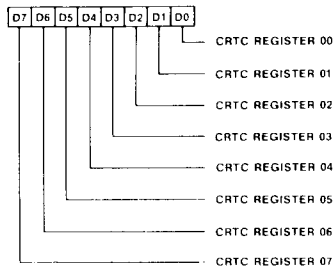 D7 D6 D5 D4 D3 D2 D1 D0
CRTC REGISTER 00
CRTC REGISTER 01
CRTC REGISTER 02
CRTC REGISTER 03
CRTC REGISTER 04
CRTC REGISTER 05
CRTC REGISTER 06
CRTC REGISTER 07